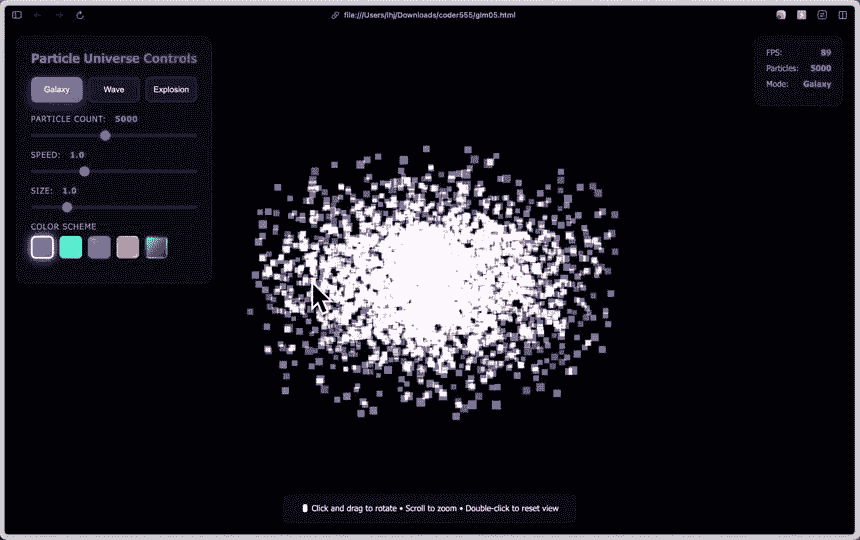 file:///Users/lhj/Downloads/coder555/glm05.html
Particle Universe Controls
Galaxy
Wave
Explosion
PARTICLE COUNT: 5000
SPEED: 1.0
SIZE: 1.0
COLOR SCHEME
FPS: 89
Particles: 5000
Mode: Galaxy
Click and drag to rotate • Scroll to zoom • Double-click to reset view